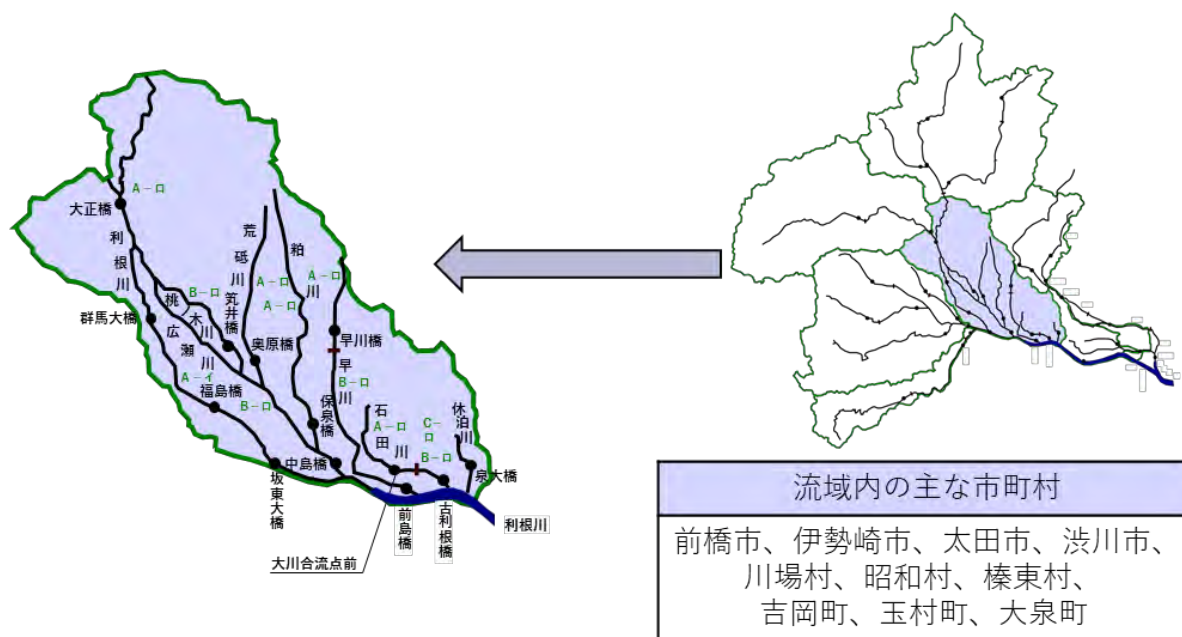 A-ロ
大正橋
利根川
荒砥川
粕川
A-ロ
A-ロ
A-ロ
B-ロ
桃木川
笂井橋
群馬大橋
広瀬川
奥原橋
早川橋
早川
A-イ
福島橋
B-ロ
B-ロ
保泉橋
石田川
A-ロ
C-ロ
休泊川
B-ロ
中島橋
泉大橋
坂東大橋
前島橋
古利根橋
利根川
大川合流点前
流域内の主な市町村
前橋市、伊勢崎市、太田市、渋川市、
川場村、昭和村、榛東村、
吉岡町、玉村町、大泉町